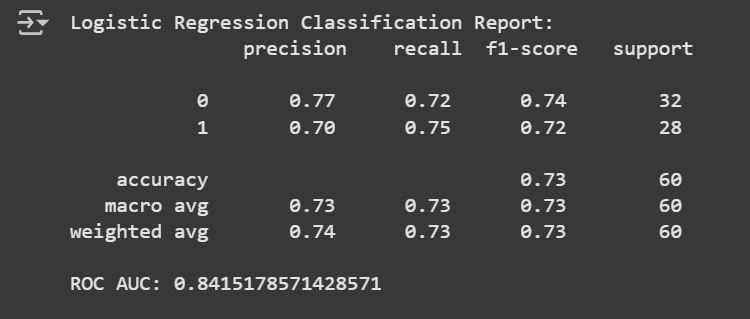 Logistic Regression Classification Report:
precision recall f1-score support
0 0.77 0.72 0.74 32
1 0.70 0.75 0.72 28
accuracy 0.73 60
macro avg 0.73 0.73 0.73 60
weighted avg 0.74 0.73 0.73 60
ROC AUC: 0.8415178571428571